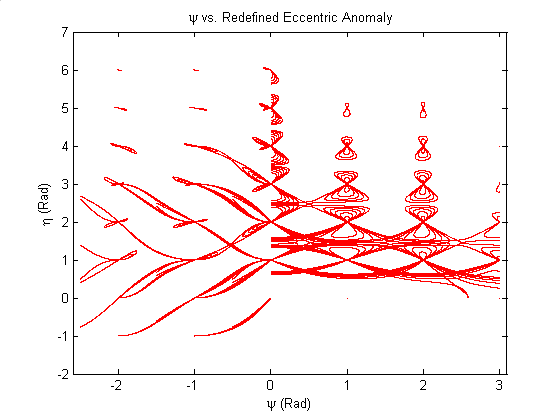 ψ vs. Redefined Eccentric Anomaly
7
6
5
4
3
2
1
0
-1
-2
η (Rad)
-2 -1 0 1 2 3
ψ (Rad)